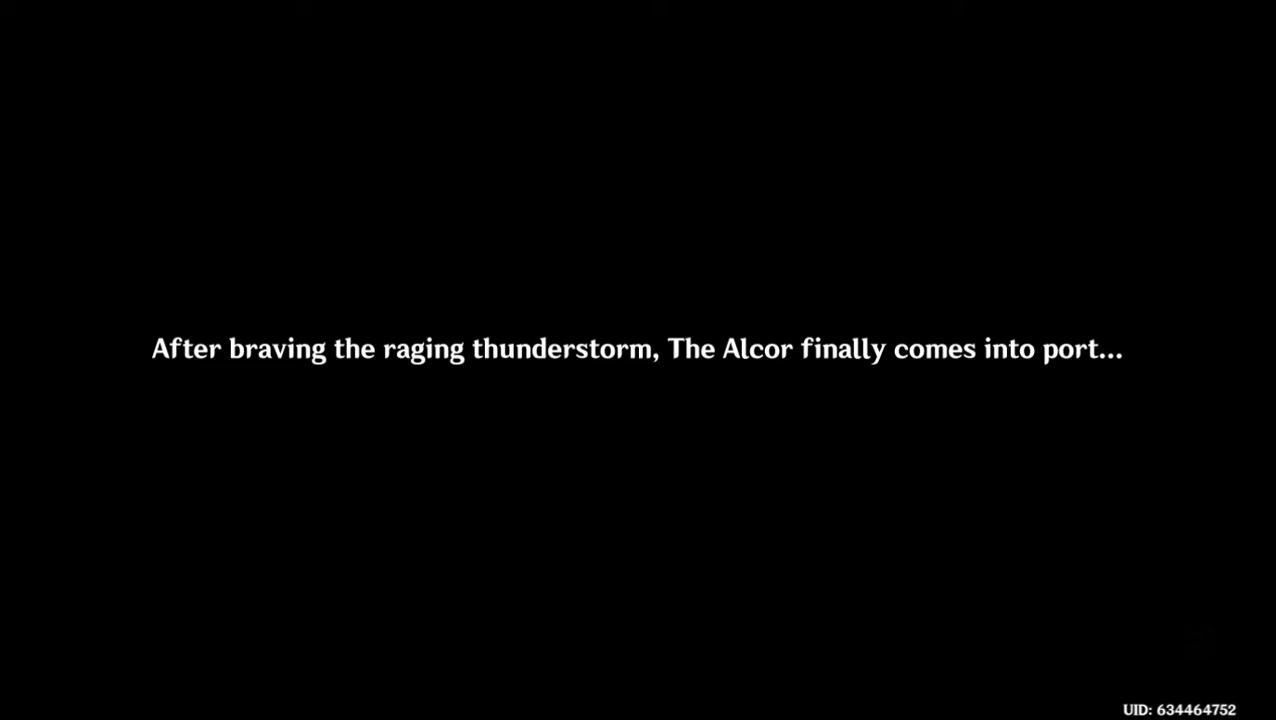 After braving the raging thunderstorm, The Alcor finally comes into port...
UID: 634464752